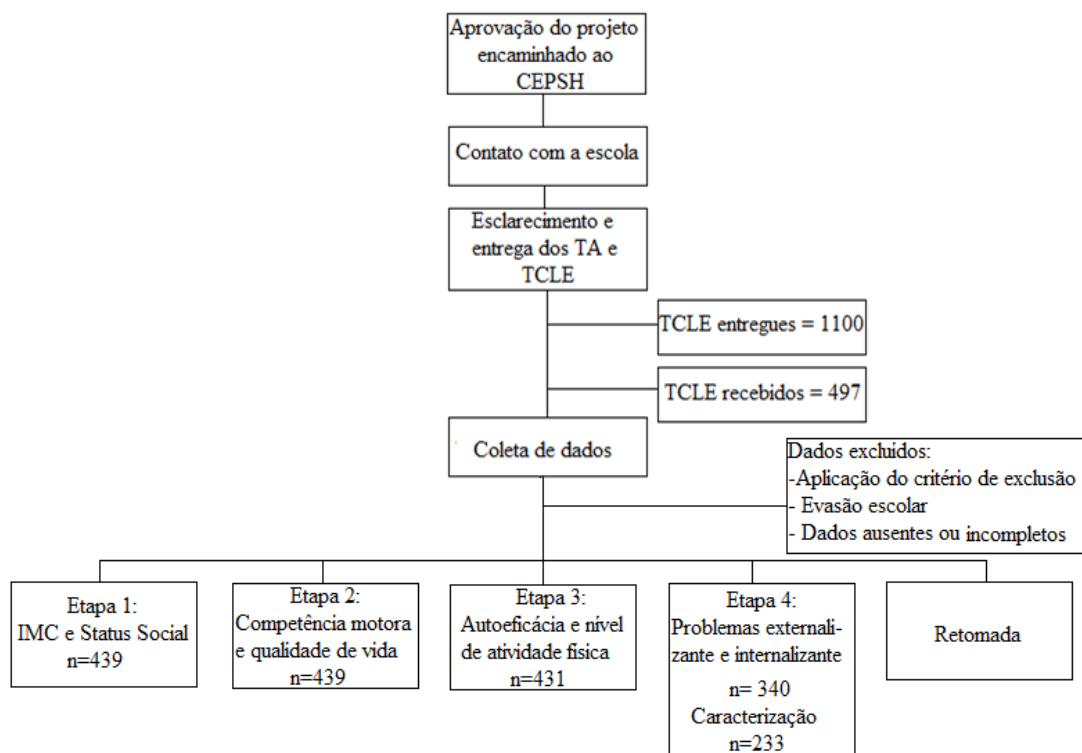 Aprovação do projeto
encaminhado ao
CEPSH
Contato com a escola
Esclarecimento e
entrega dos TA e
TCLE
TCLE entregues = 1100
TCLE recebidos = 497
Coleta de dados
Dados excluidos:
-Aplicação do critério de exclusão
- Evasão escolar
- Dados ausentes ou incompletos
Etapa 1:
IMC e Status Social
n=439
Etapa 2:
Competência motora
e qualidade de vida
n=439
Etapa 3:
Autoeficácia e nível
de atividade física
n=431
Etapa 4:
Problemas externali-
zante e internalizante
n= 340
Caracterização
n=233
Retomada